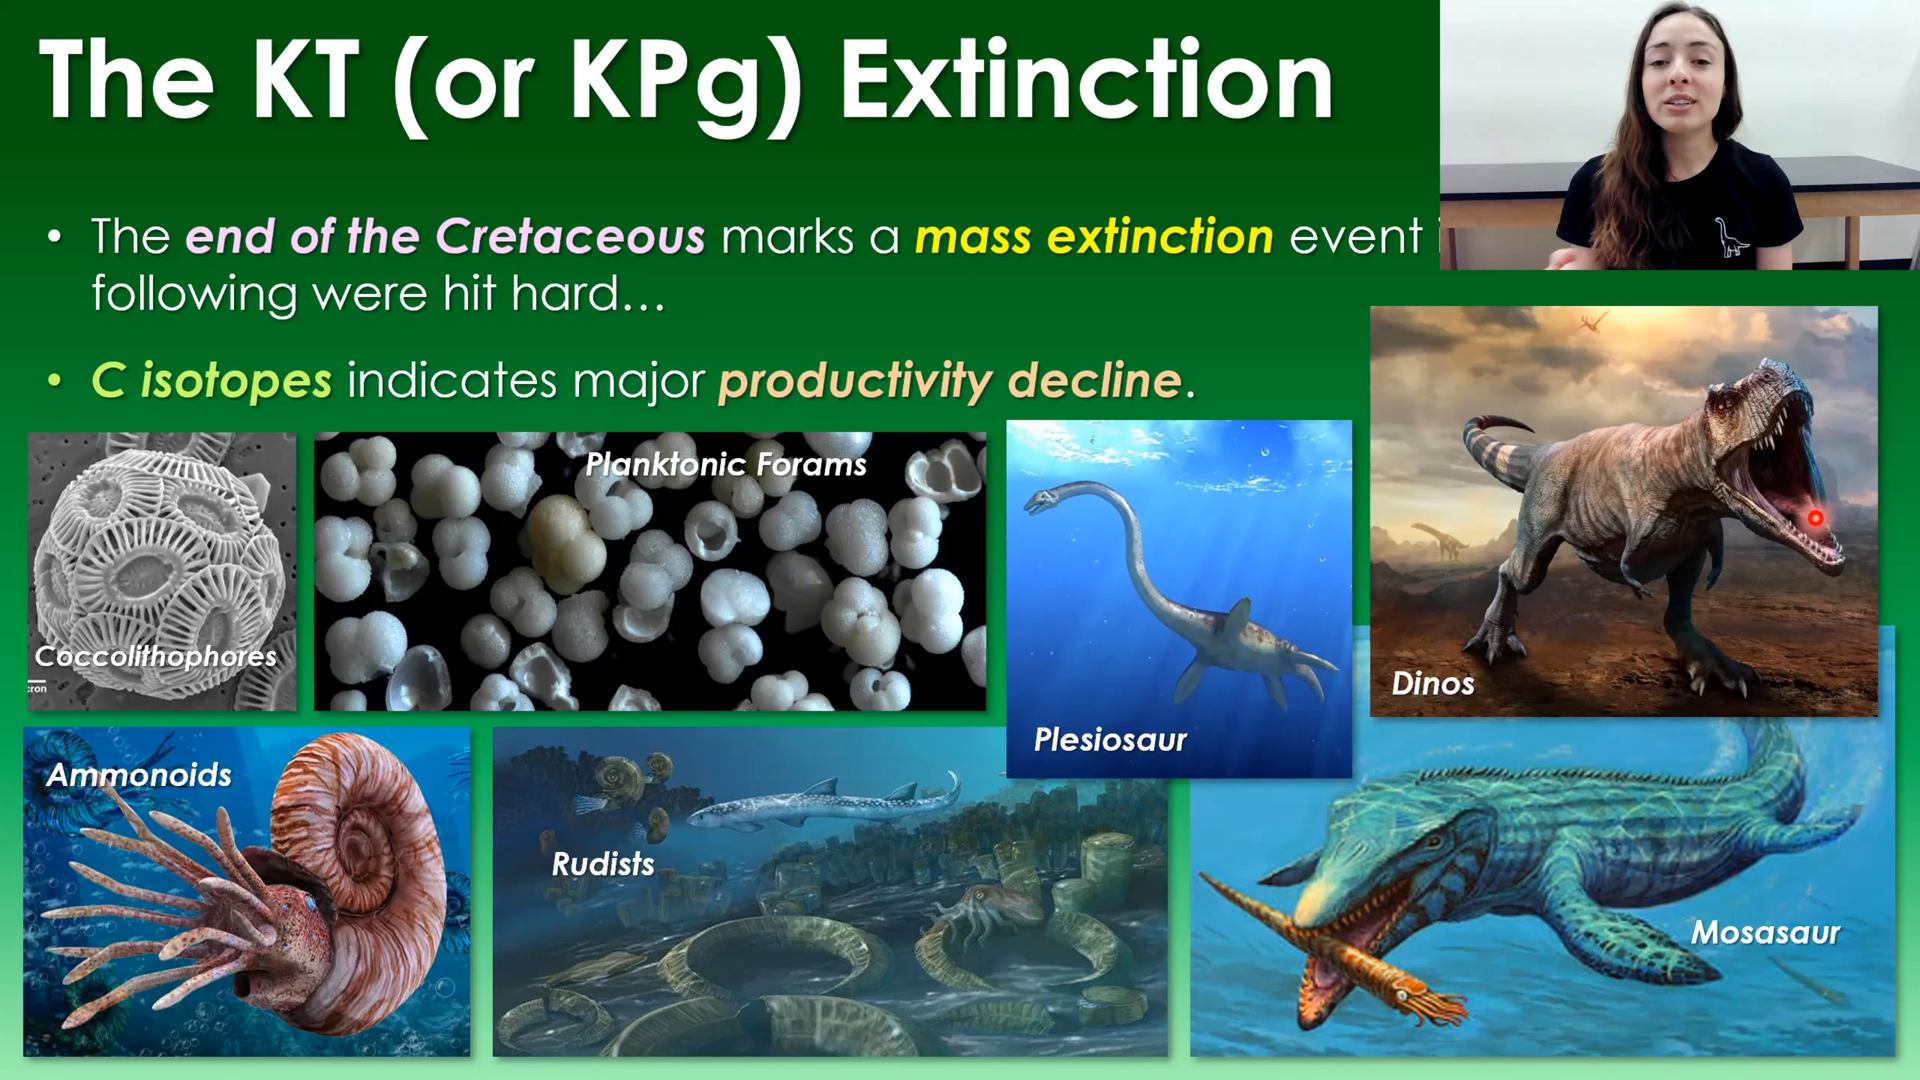 The KT (or KPg) Extinction
• The end of the Cretaceous marks a mass extinction event
following were hit hard...
• C isotopes indicates major productivity decline.
Planktonic Forams
Coccolithophores
cron
Plesiosaur
Dinos
Ammonoids
Rudists
Mosasaur